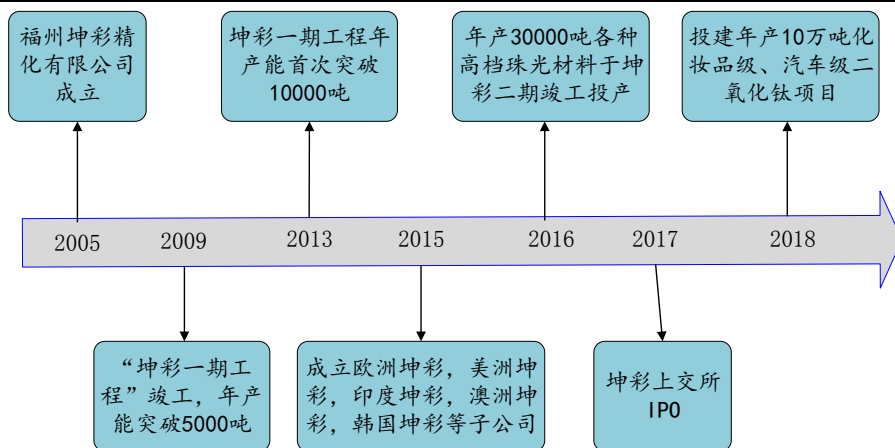 福州坤彩精
化有限公司
成立
坤彩一期工程年
产能首次突破
10000吨
年产30000吨各种
高档珠光材料于坤
彩二期竣工投产
投建年产10万吨化
妆品级、汽车级二
氧化钛项目
2005
2009
2013
2015
2016
2017
2018
“坤彩一期工
程”竣工，年产
能突破5000吨
成立欧洲坤彩，美洲坤
彩，印度坤彩，澳洲坤
彩，韩国坤彩等子公司
坤彩上交所
IPO